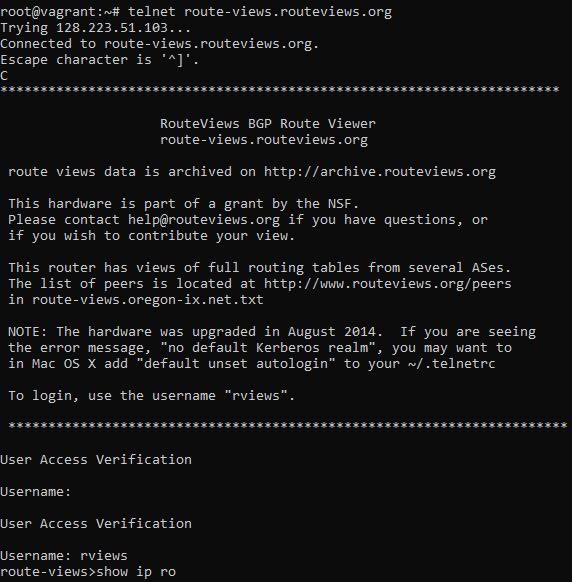 root@vagrant:~# telnet route-views.routeviews.org
Trying 128.223.51.103...
Connected to route-views.routeviews.org.
Escape character is '^]'.
C
**********************************************************************
RouteViews BGP Route Viewer
route-views.routeviews.org
route views data is archived on http://archive.routeviews.org
This hardware is part of a grant by the NSF.
Please contact help@routeviews.org if you have questions, or
if you wish to contribute your view.
This router has views of full routing tables from several ASes.
The list of peers is located at http://www.routeviews.org/peers
in route-views.oregon-ix.net.txt
NOTE: The hardware was upgraded in August 2014.  If you are seeing
the error message, "no default Kerberos realm", you may want to
in Mac OS X add "default unset autologin" to your ~/.telnetrc
To login, use the username "rviews".
**********************************************************************
User Access Verification
Username:
User Access Verification
Username: rviews
route-views>show ip ro